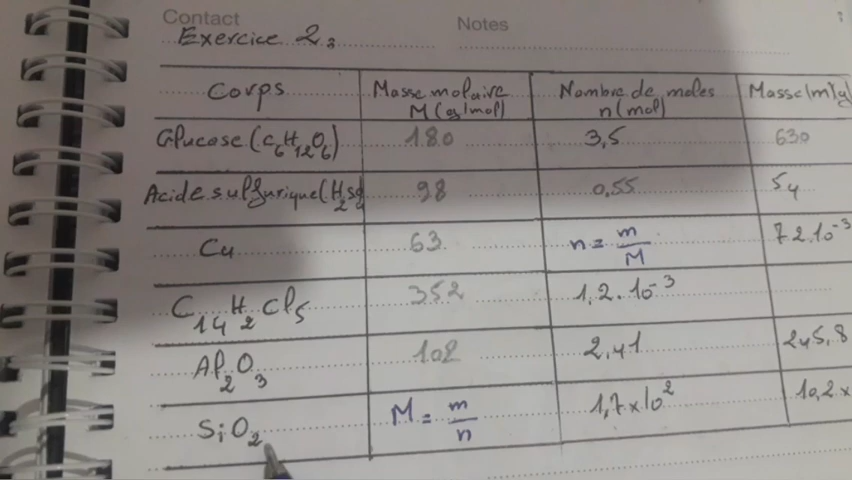 Contact
Notes
Exercice 2:
Corps Masse molaire M(g/mol) Nombre de moles n(mol) Masse(m)(g)
Glucose(C6H12O6) 180 3,5 630
Acide sulfurique(H2SO4 98 0,55 54
Cu 63 n = m/M 72.10-3
C14H2Cl5 352 1,2.10-3
Al2O3 102 2,41 245,8
SiO2 M = m/n 1,7x10² 10,2x